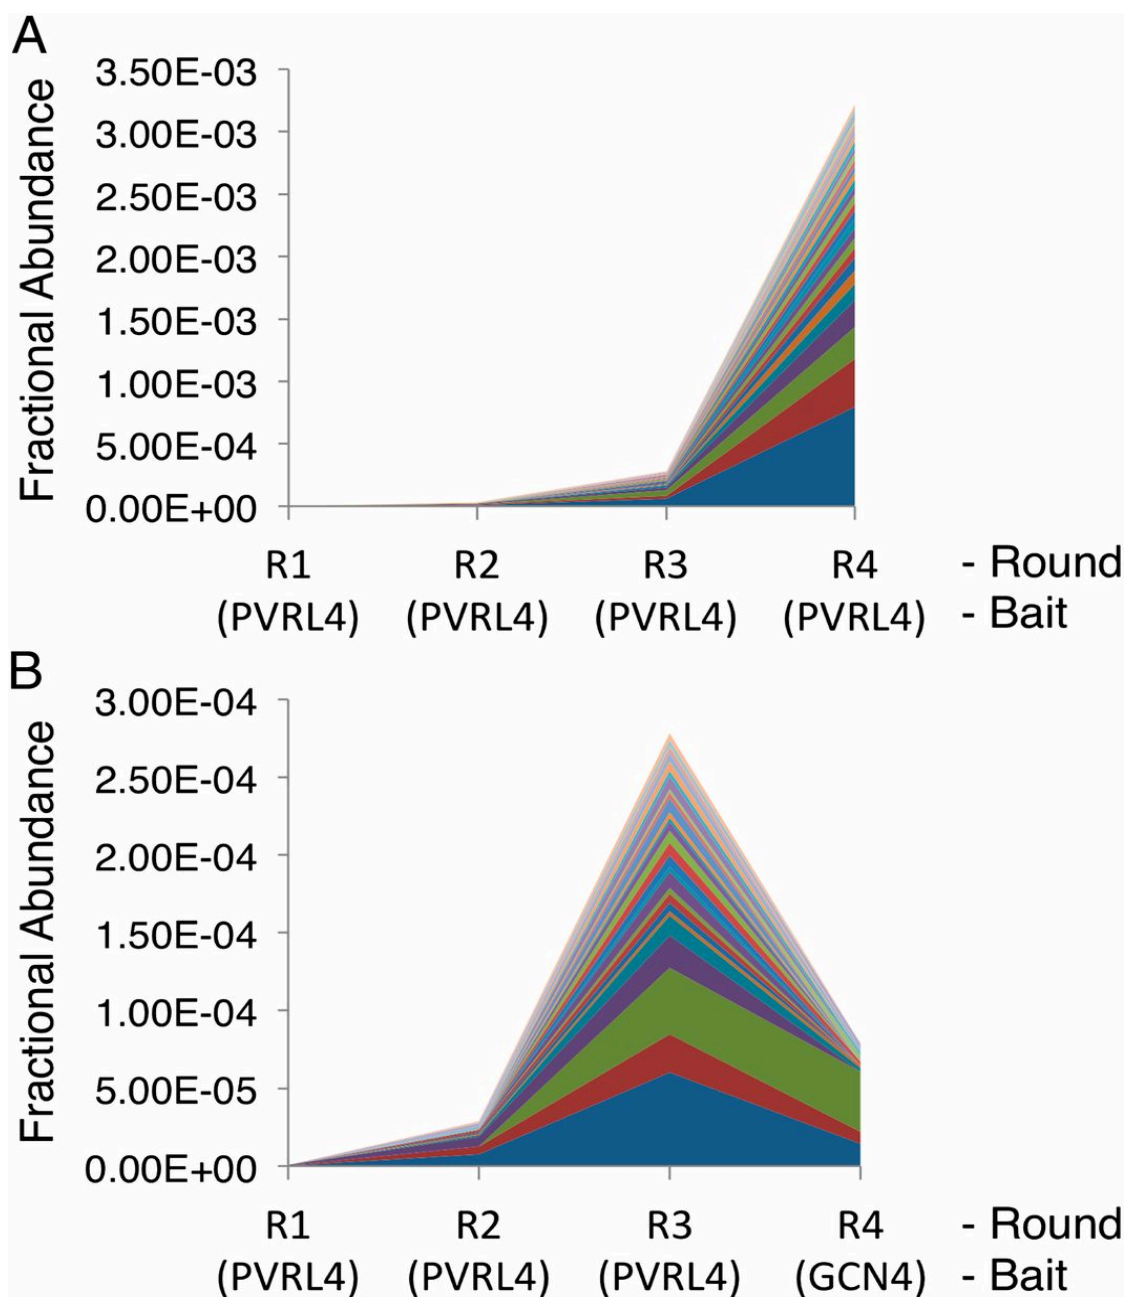 A
Fractional Abundance
3.50E-03
3.00E-03
2.50E-03
2.00E-03
1.50E-03
1.00E-03
5.00E-04
0.00E+00
R1 R2 R3 R4 - Round
(PVRL4) (PVRL4) (PVRL4) (PVRL4) - Bait
B
Fractional Abundance
3.00E-04
2.50E-04
2.00E-04
1.50E-04
1.00E-04
5.00E-05
0.00E+00
R1 R2 R3 R4 - Round
(PVRL4) (PVRL4) (PVRL4) (GCN4) - Bait